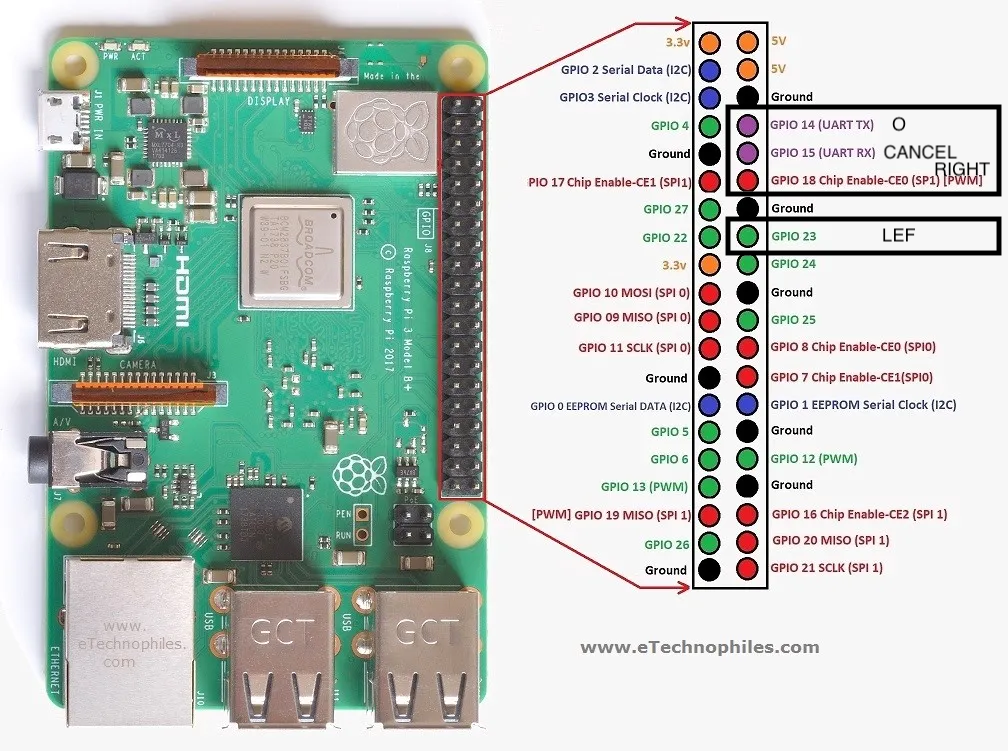 PWR ACT
J1 PWR IN
DISPLAY
Made in the
MxL
BROADCOM
GPIO
J8
Raspberry Pi 3 Model B+
© Raspberry Pi 2017
HDMI
J6
HDMI
CAMERA
J3
A/V
J7
PoE
PEN
RUN
ETHERNET
J10
USB
USB
GCT
GCT
www.
eTechnophiles.
com
3.3v 5V
GPIO 2 Serial Data (I2C) 5V
GPIO3 Serial Clock (I2C) Ground
GPIO 4 GPIO 14 (UART TX) O
Ground GPIO 15 (UART RX) CANCEL
RIGHT
PIO 17 Chip Enable-CE1 (SPI1) GPIO 18 Chip Enable-CE0 (SP1) [PWM]
GPIO 27 Ground
GPIO 22 GPIO 23 LEF
3.3v GPIO 24
GPIO 10 MOSI (SPI 0) Ground
GPIO 09 MISO (SPI 0) GPIO 25
GPIO 11 SCLK (SPI 0) GPIO 8 Chip Enable-CE0 (SPI0)
Ground GPIO 7 Chip Enable-CE1(SPI0)
GPIO 0 EEPROM Serial DATA (I2C) GPIO 1 EEPROM Serial Clock (I2C)
GPIO 5 Ground
GPIO 6 GPIO 12 (PWM)
GPIO 13 (PWM) Ground
[PWM] GPIO 19 MISO (SPI 1) GPIO 16 Chip Enable-CE2 (SPI 1)
GPIO 26 GPIO 20 MISO (SPI 1)
Ground GPIO 21 SCLK (SPI 1)
www.eTechnophiles.com